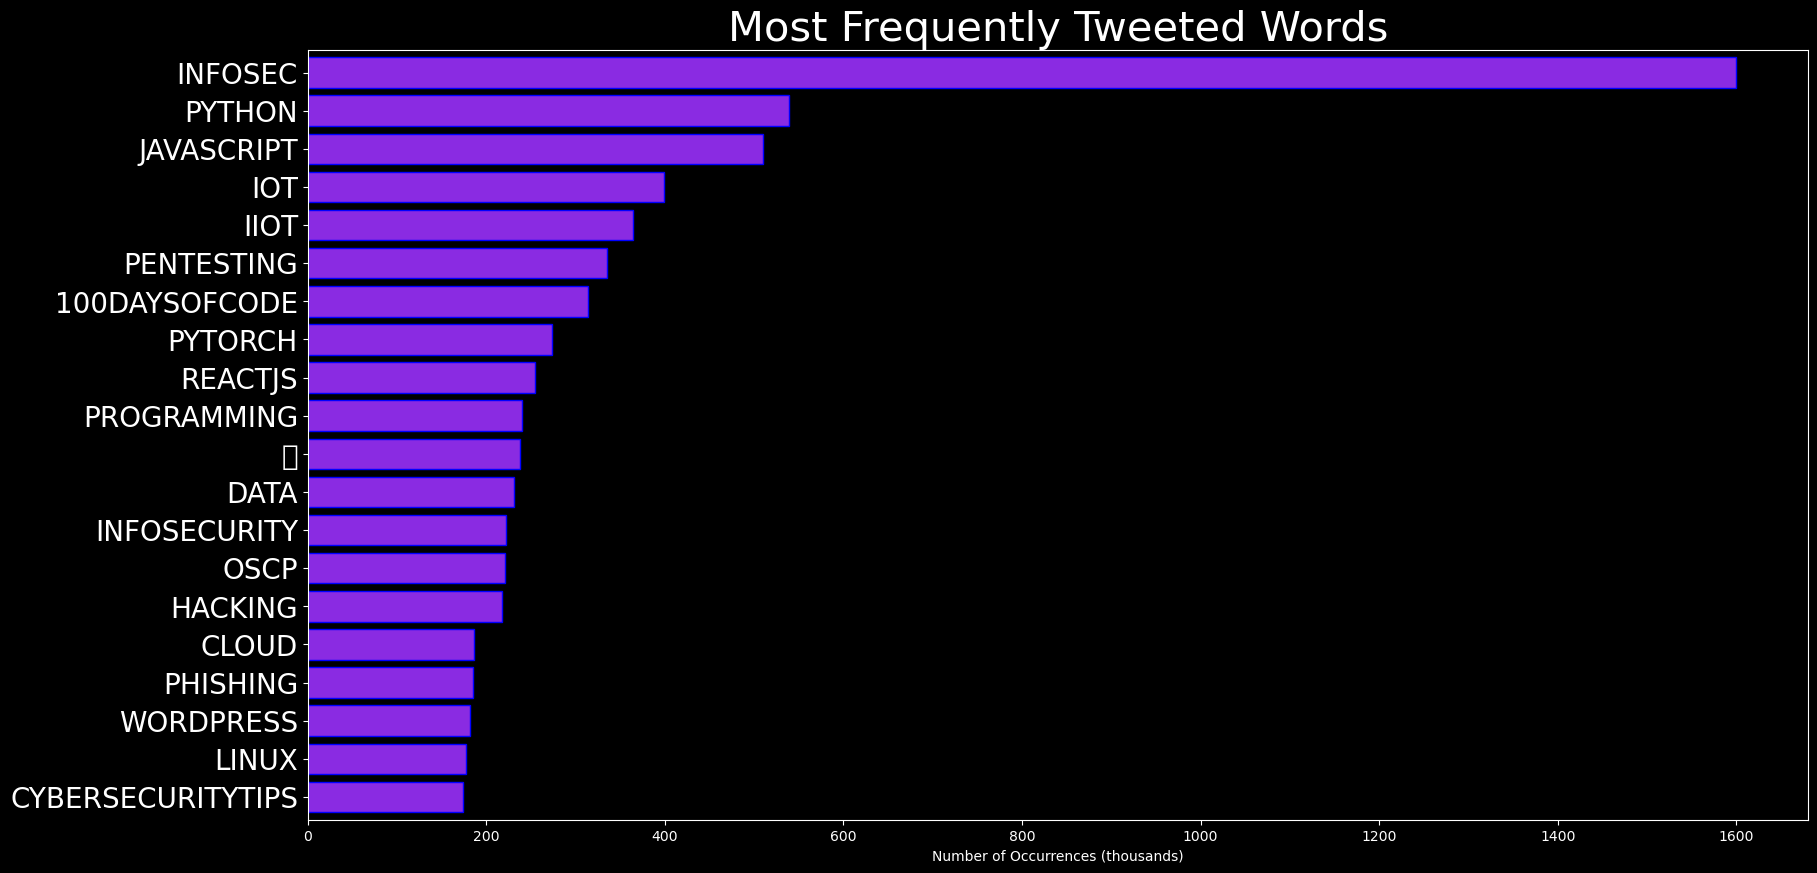 Most Frequently Tweeted Words
INFOSEC
PYTHON
JAVASCRIPT
IOT
IIOT
PENTESTING
100DAYSOFCODE
PYTORCH
REACTJS
PROGRAMMING
DATA
INFOSECURITY
OSCP
HACKING
CLOUD
PHISHING
WORDPRESS
LINUX
CYBERSECURITYTIPS
0 200 400 600 800 1000 1200 1400 1600
Number of Occurrences (thousands)